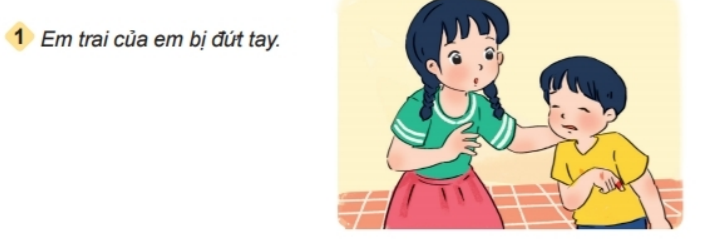 1 Em trai của em bị đứt tay.